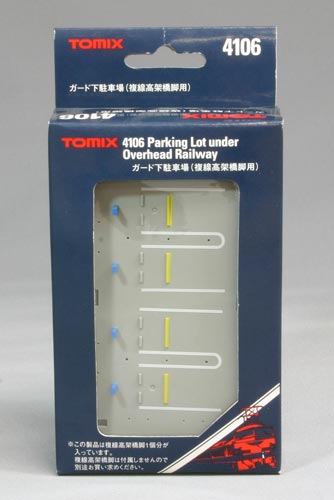 TOMIX 4106
ガード下駐車場(複線高架橋脚用)
4106
TOMIX 4106 Parking Lot under
Overhead Railway
ガード下駐車場(複線高架橋脚用)
※この製品は複線高架橋脚1個分が
入っています。
複線高架橋脚は付属しませんので
別途お買い求めください。